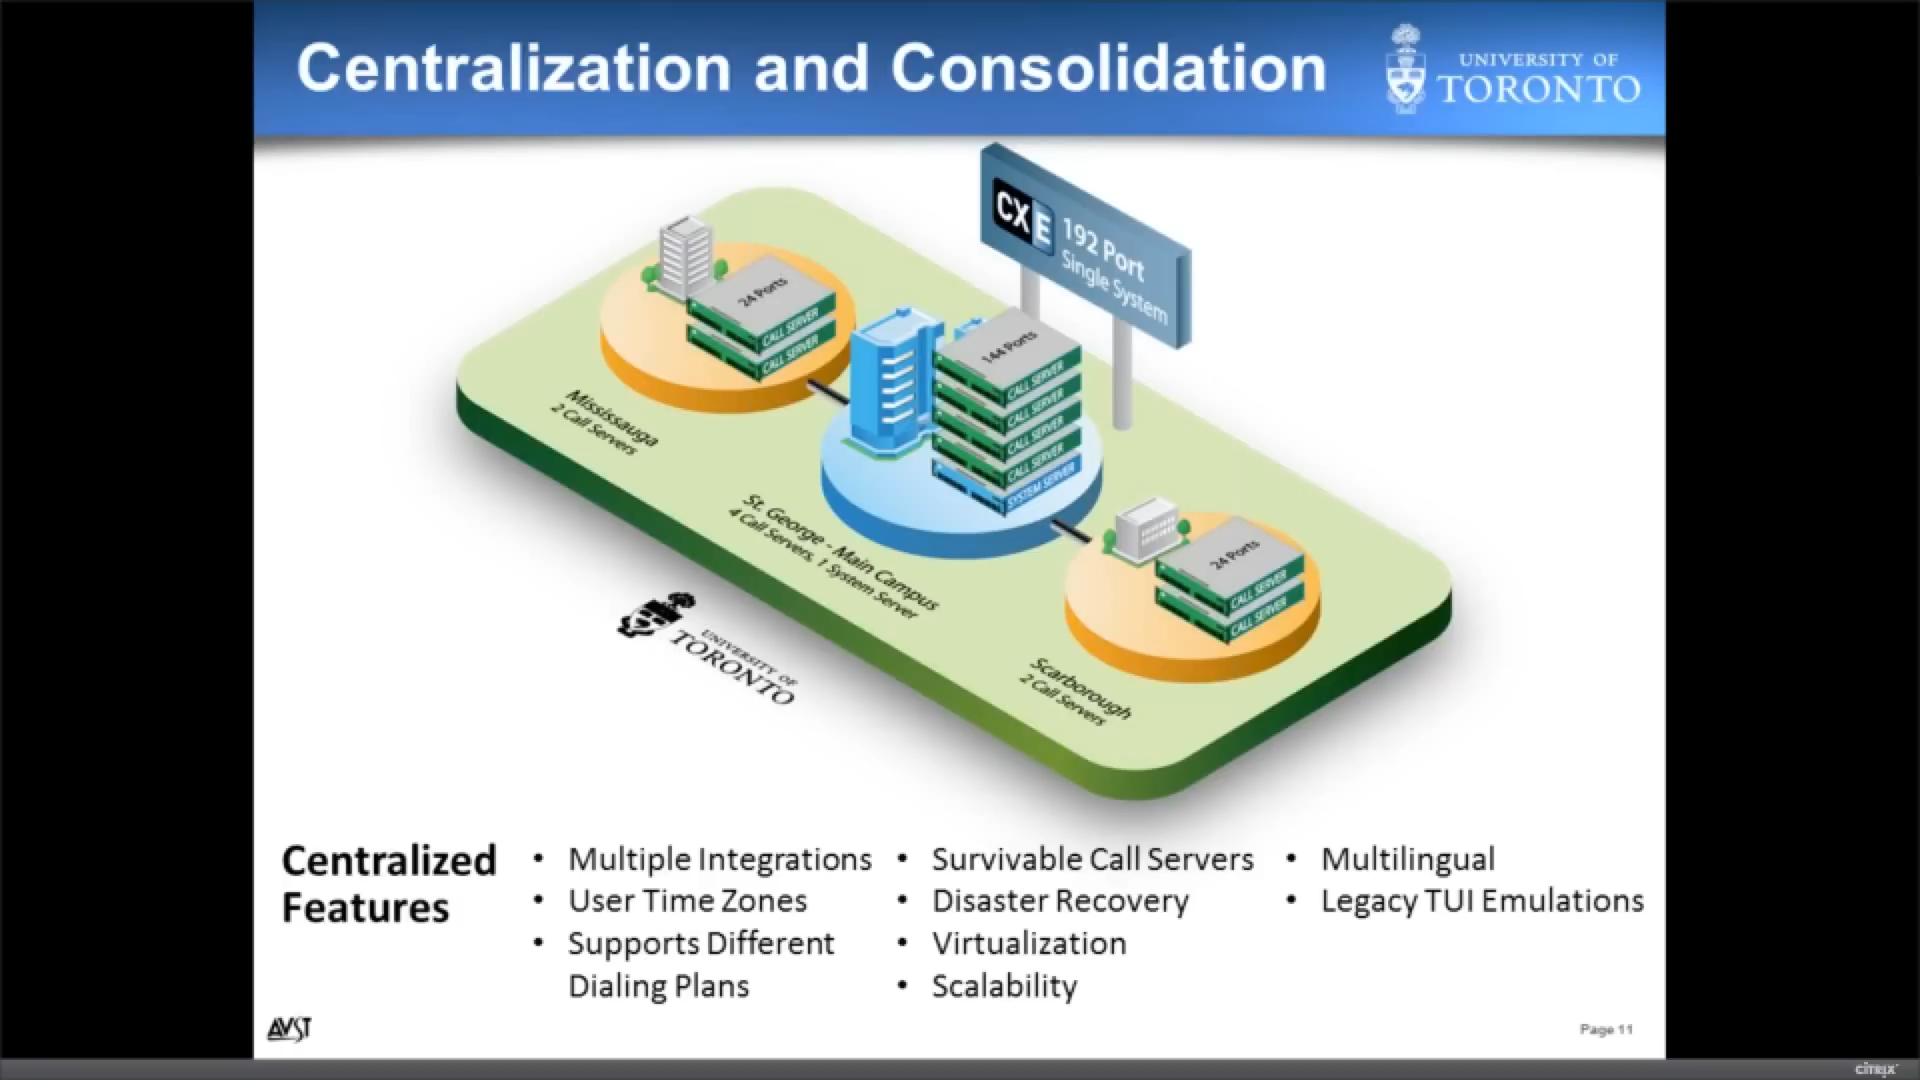 Centralization and Consolidation
UNIVERSITY OF
TORONTO
CXE
192 Port
Single System
24 Ports
CALL SERVER
CALL SERVER
Mississauga
2 Call Servers
144 Ports
CALL SERVER
CALL SERVER
CALL SERVER
CALL SERVER
SYSTEM SERVER
St. George - Main Campus
4 Call Servers, 1 System Server
24 Ports
CALL SERVER
CALL SERVER
Scarborough
2 Call Servers
UNIVERSITY OF
TORONTO
Centralized
Features
• Multiple Integrations
• User Time Zones
• Supports Different
Dialing Plans
• Survivable Call Servers
• Disaster Recovery
• Virtualization
• Scalability
• Multilingual
• Legacy TUI Emulations
AVST
Page 11
citrix